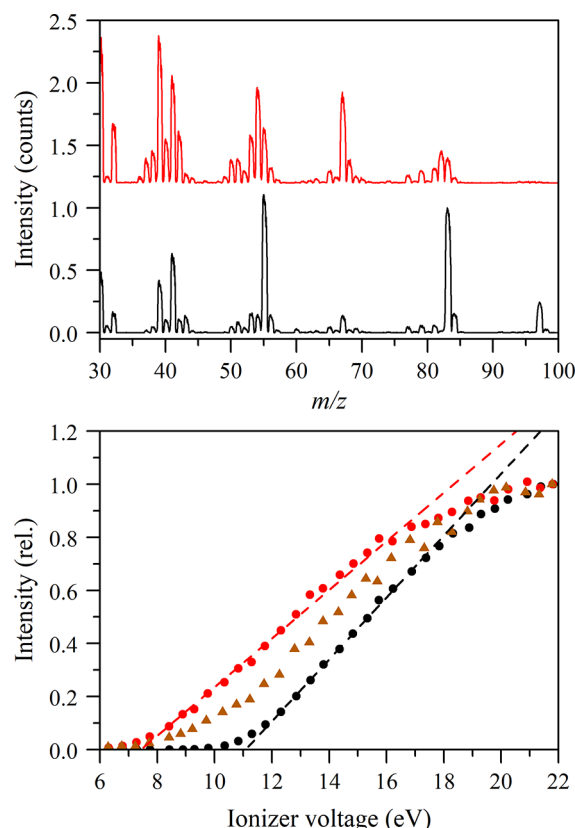 2.5
2.0
1.5
1.0
0.5
0.0
Intensity (counts)
30 40 50 60 70 80 90 100
m/z
1.2
1.0
0.8
0.6
0.4
0.2
0.0
Intensity (rel.)
6 8 10 12 14 16 18 20 22
Ionizer voltage (eV)